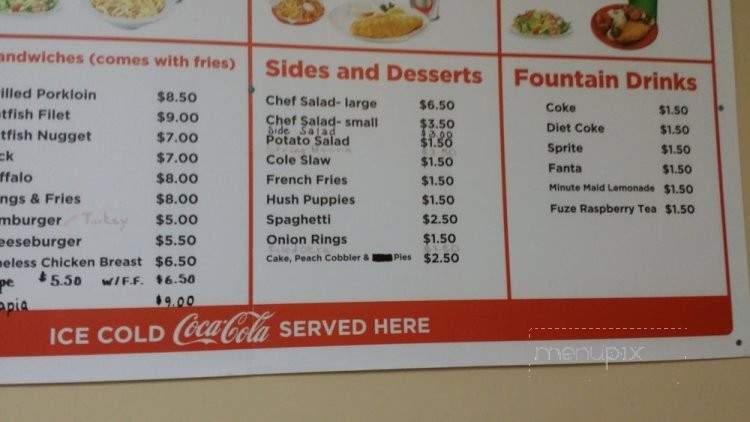 andwiches (comes with fries)
illed Porkloin $8.50
tfish Filet $9.00
tfish Nugget $7.00
ck $7.00
ffalo $8.00
ngs & Fries $8.00
mburger / Turkey $5.00
eeseburger $5.50
eless Chicken Breast $6.50
pe $5.50 w/F.F. $6.50
apia $9.00
Sides and Desserts
Chef Salad- large $6.50
Chef Salad- small $3.50
Side Salad $3.00
Potato Salad $1.50
Cole Slaw $1.50
French Fries $1.50
Hush Puppies $1.50
Spaghetti $2.50
Onion Rings $1.50
Cake, Peach Cobbler & Pies $2.50
Fountain Drinks
Coke $1.50
Diet Coke $1.50
Sprite $1.50
Fanta $1.50
Minute Maid Lemonade $1.50
Fuze Raspberry Tea $1.50
ICE COLD Coca-Cola SERVED HERE
menupix